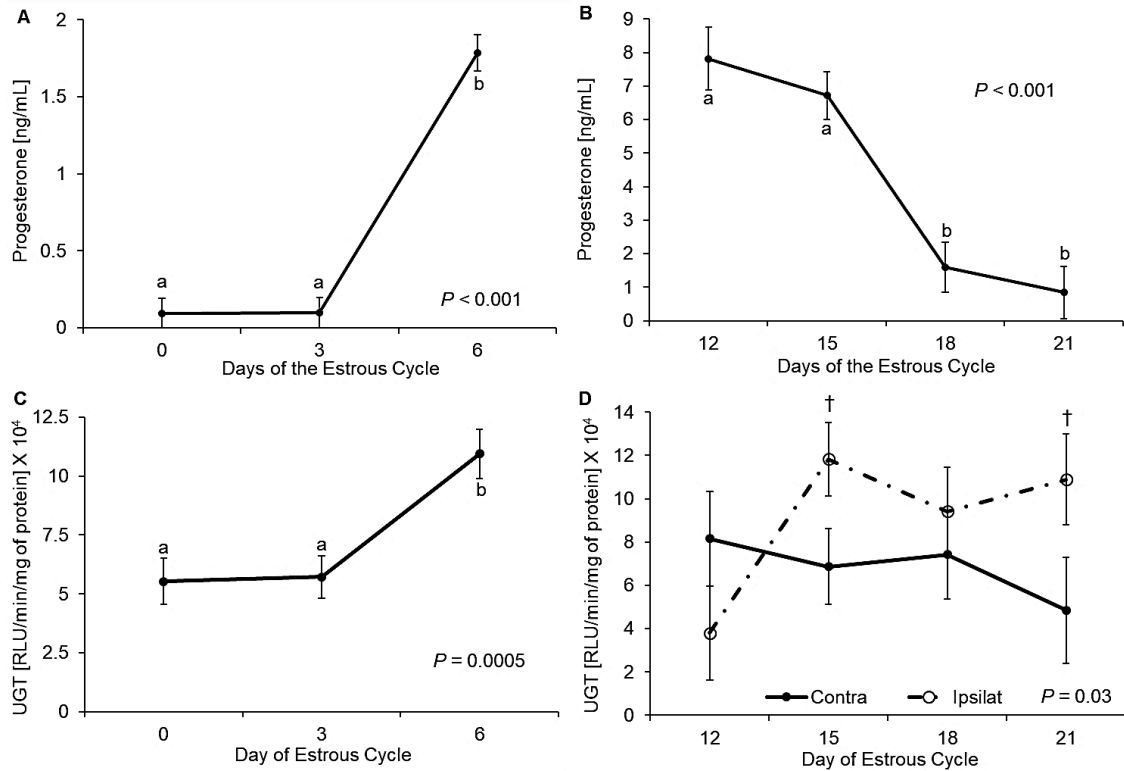 A
Progesterone [ng/mL]
2
1.5
1
0.5
0
a
a
b
P < 0.001
0
3
6
Days of the Estrous Cycle
B
Progesterone [ng/mL]
9
8
7
6
5
4
3
2
1
0
a
a
b
b
P < 0.001
12
15
18
21
Days of the Estrous Cycle
C
UGT [RLU/min/mg of protein] X 10⁴
12.5
10
7.5
5
2.5
0
a
a
b
P = 0.0005
0
3
6
Day of Estrous Cycle
D
UGT [RLU/min/mg of protein] X 10⁴
14
12
10
8
6
4
2
0
†
†
Contra
Ipsilat
P = 0.03
12
15
18
21
Day of Estrous Cycle